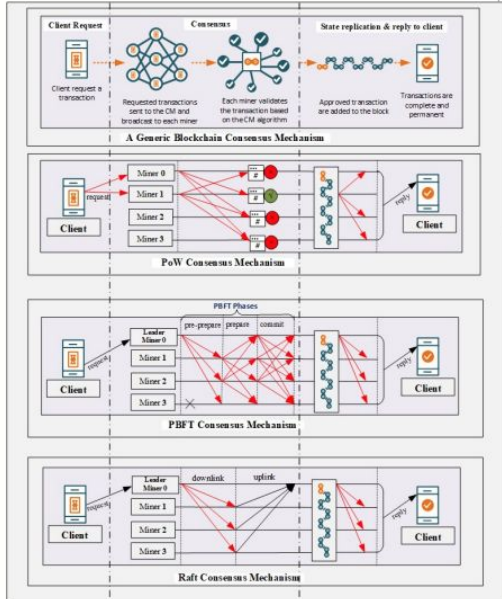 Client Request
Consensus
State replication & reply to client
Client request a
transaction
Requested transactions
sent to the CM and
broadcast to each miner
Each miner validates
the transaction based
on the CM algorithm
Approved transaction
are added to the block
Transactions are
complete and
permanent
A Generic Blockchain Consensus Mechanism
Client
request
Miner 0
Miner 1
Miner 2
Miner 3
#
#
#
#
reply
Client
PoW Consensus Mechanism
PBFT Phases
pre-prepare
prepare
commit
Client
request
Leader
Miner 0
Miner 1
Miner 2
Miner 3
reply
Client
PBFT Consensus Mechanism
downlink
uplink
Client
request
Leader
Miner 0
Miner 1
Miner 2
Miner 3
reply
Client
Raft Consensus Mechanism